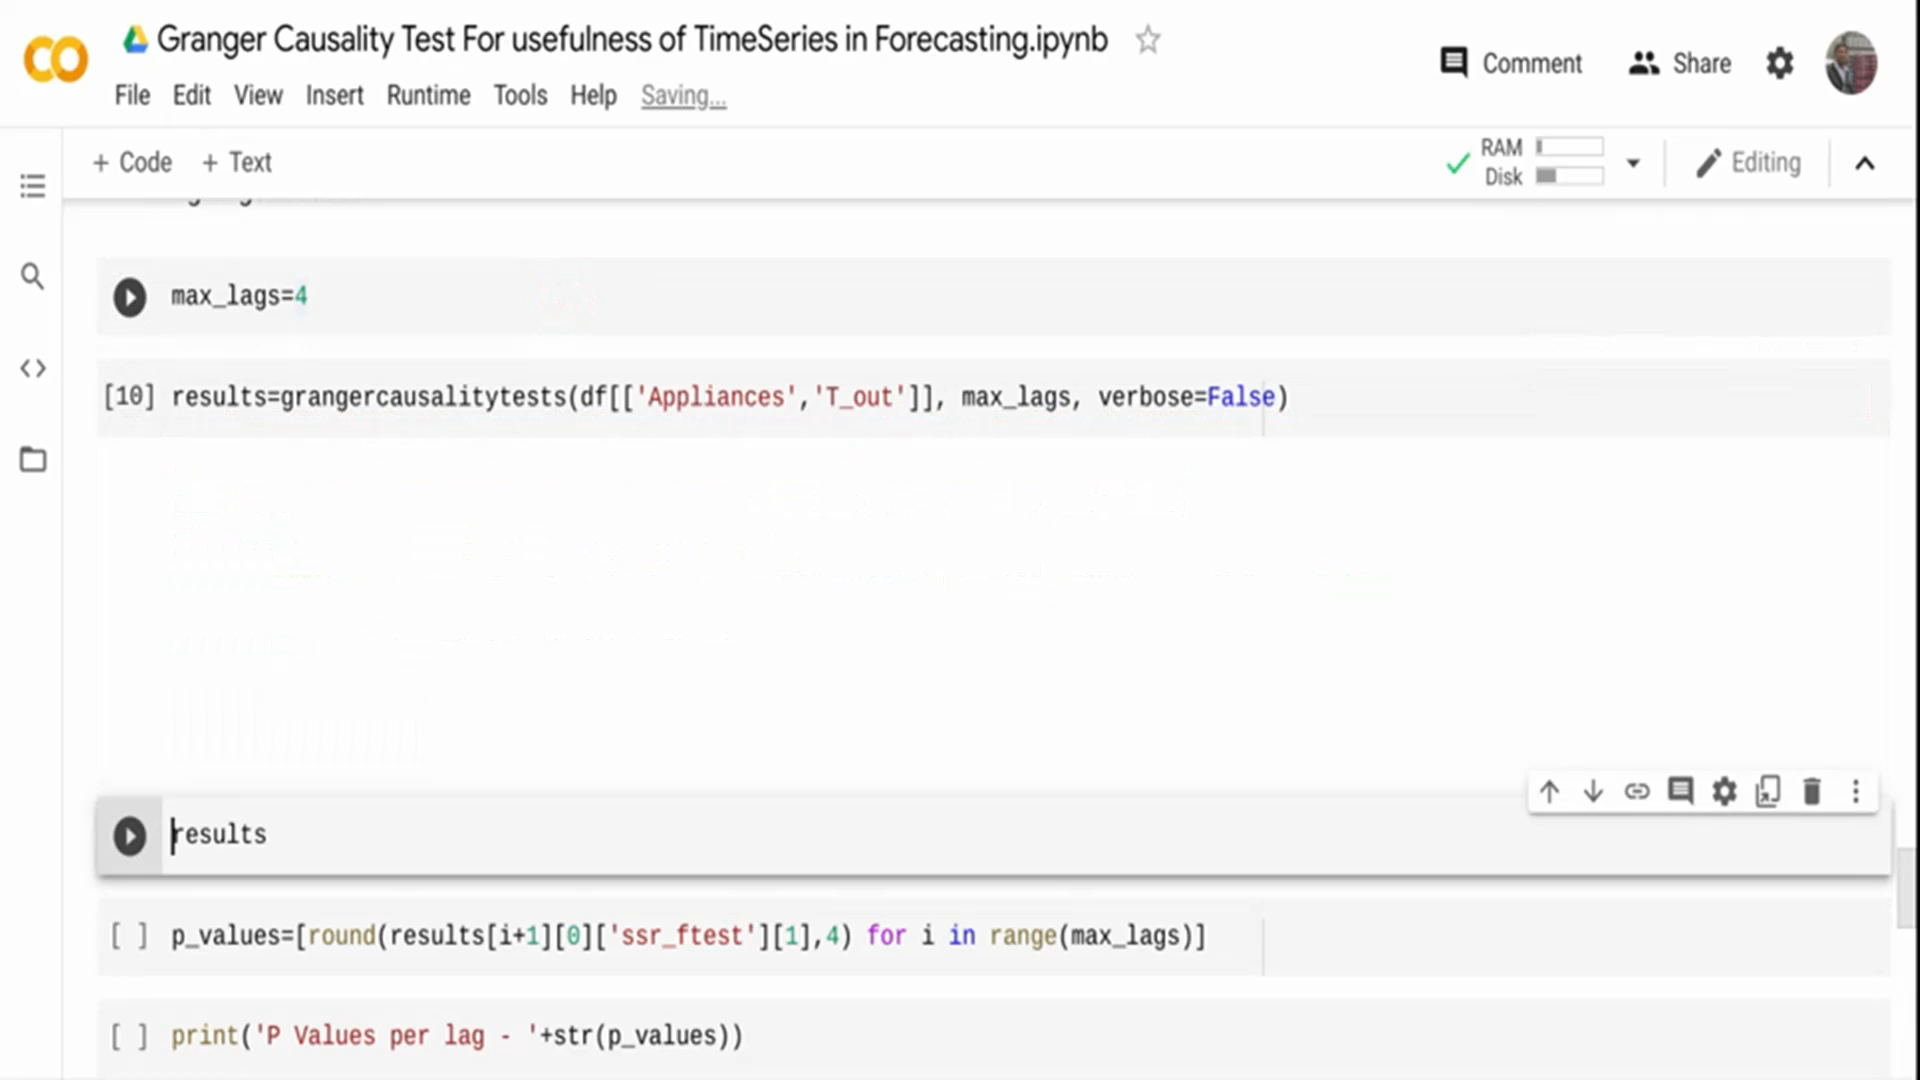 Granger Causality Test For usefulness of TimeSeries in Forecasting.ipynb
Comment
Share
File Edit View Insert Runtime Tools Help Saving...
+ Code + Text
RAM
Disk
Editing
max_lags=4
[10] results=grangercausalitytests(df[['Appliances','T_out']], max_lags, verbose=False)
results
[ ] p_values=[round(results[i+1][0]['ssr_ftest'][1],4) for i in range(max_lags)]
[ ] print('P Values per lag - '+str(p_values))